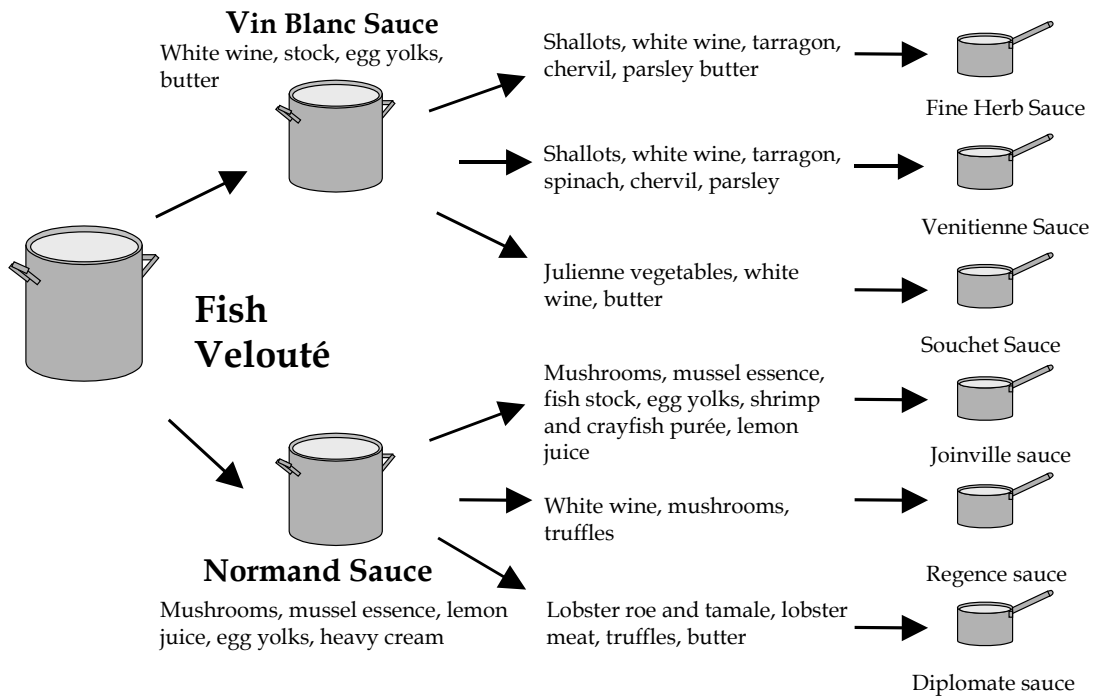 Vin Blanc Sauce
White wine, stock, egg yolks,
butter
Shallots, white wine, tarragon,
chervil, parsley butter
Fine Herb Sauce
Shallots, white wine, tarragon,
spinach, chervil, parsley
Venitienne Sauce
Julienne vegetables, white
wine, butter
Souchet Sauce
Fish
Velouté
Mushrooms, mussel essence,
fish stock, egg yolks, shrimp
and crayfish purée, lemon
juice
Joinville sauce
White wine, mushrooms,
truffles
Regence sauce
Normand Sauce
Mushrooms, mussel essence, lemon
juice, egg yolks, heavy cream
Lobster roe and tamale, lobster
meat, truffles, butter
Diplomate sauce